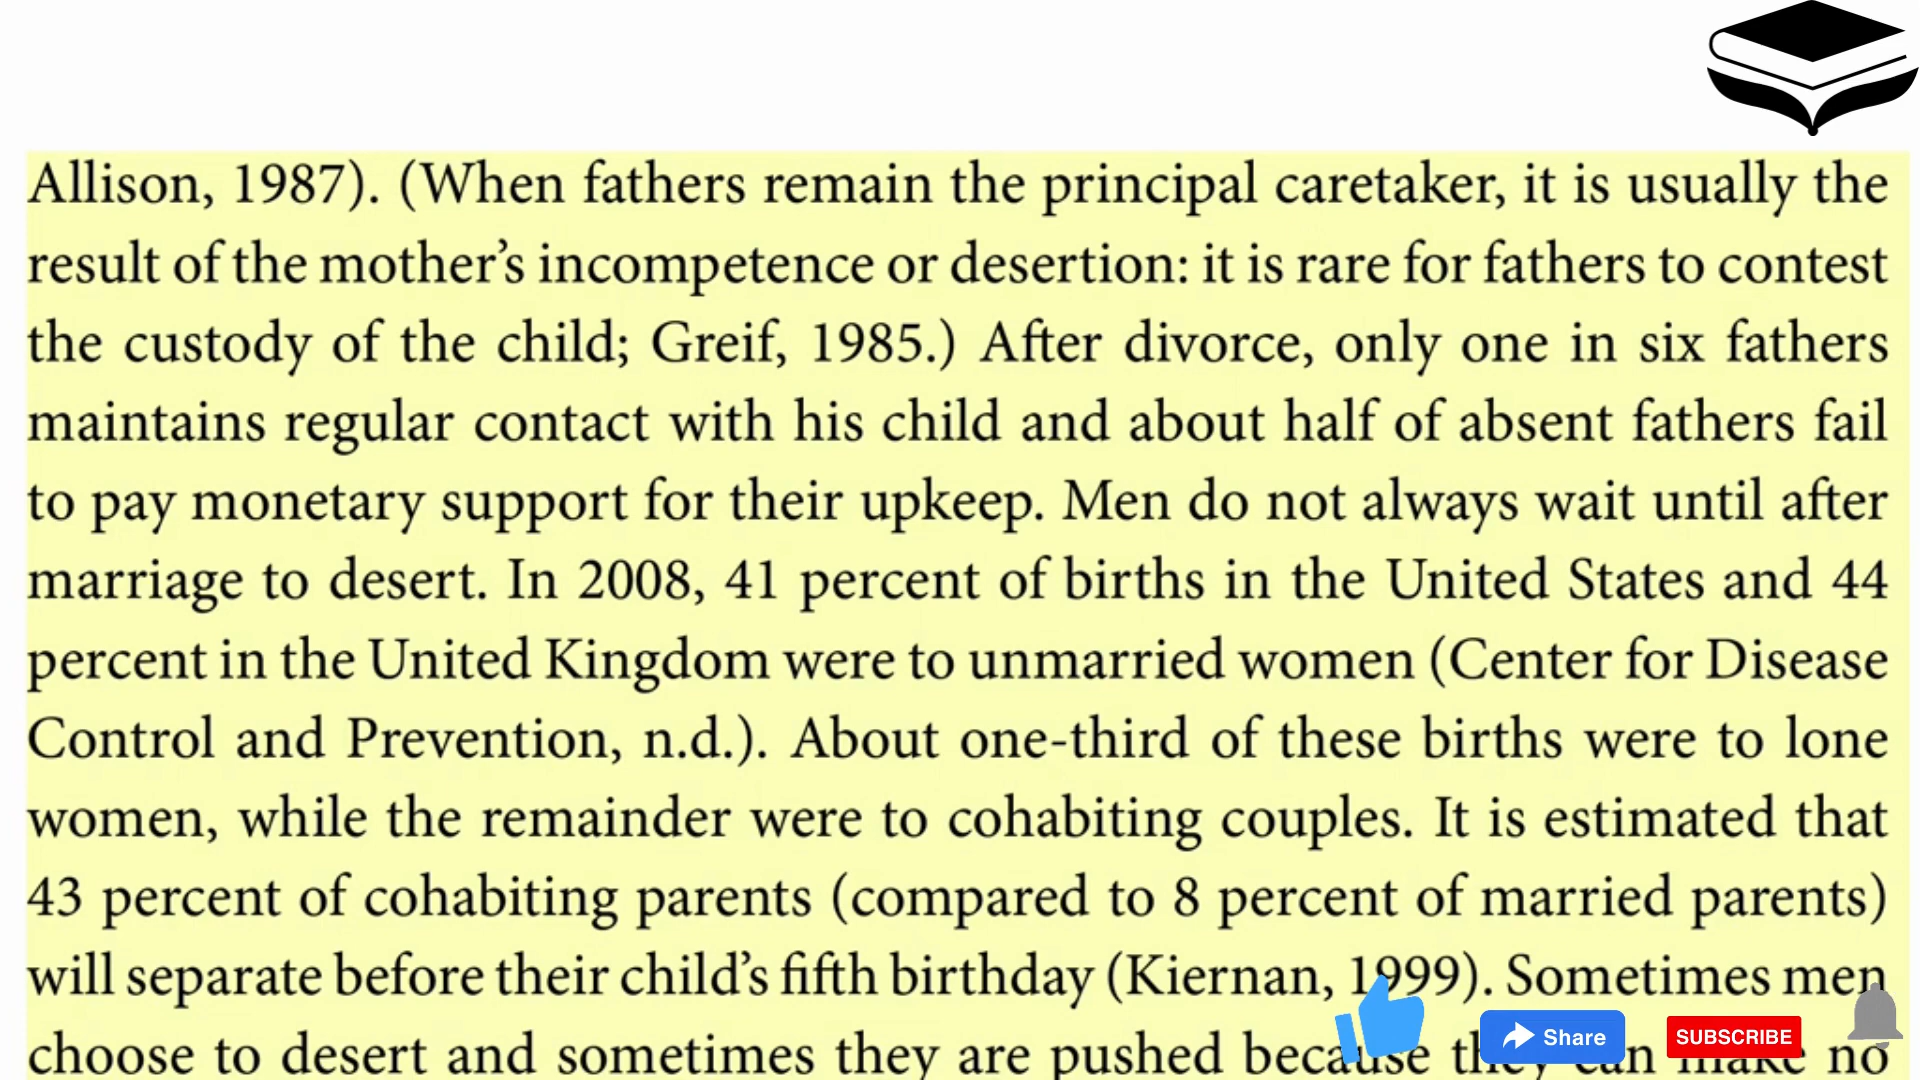 Allison, 1987). (When fathers remain the principal caretaker, it is usually the
result of the mother’s incompetence or desertion: it is rare for fathers to contest
the custody of the child; Greif, 1985.) After divorce, only one in six fathers
maintains regular contact with his child and about half of absent fathers fail
to pay monetary support for their upkeep. Men do not always wait until after
marriage to desert. In 2008, 41 percent of births in the United States and 44
percent in the United Kingdom were to unmarried women (Center for Disease
Control and Prevention, n.d.). About one-third of these births were to lone
women, while the remainder were to cohabiting couples. It is estimated that
43 percent of cohabiting parents (compared to 8 percent of married parents)
will separate before their child’s fifth birthday (Kiernan, 1999). Sometimes men
choose to desert and sometimes they are pushed because they can make no
Share
SUBSCRIBE